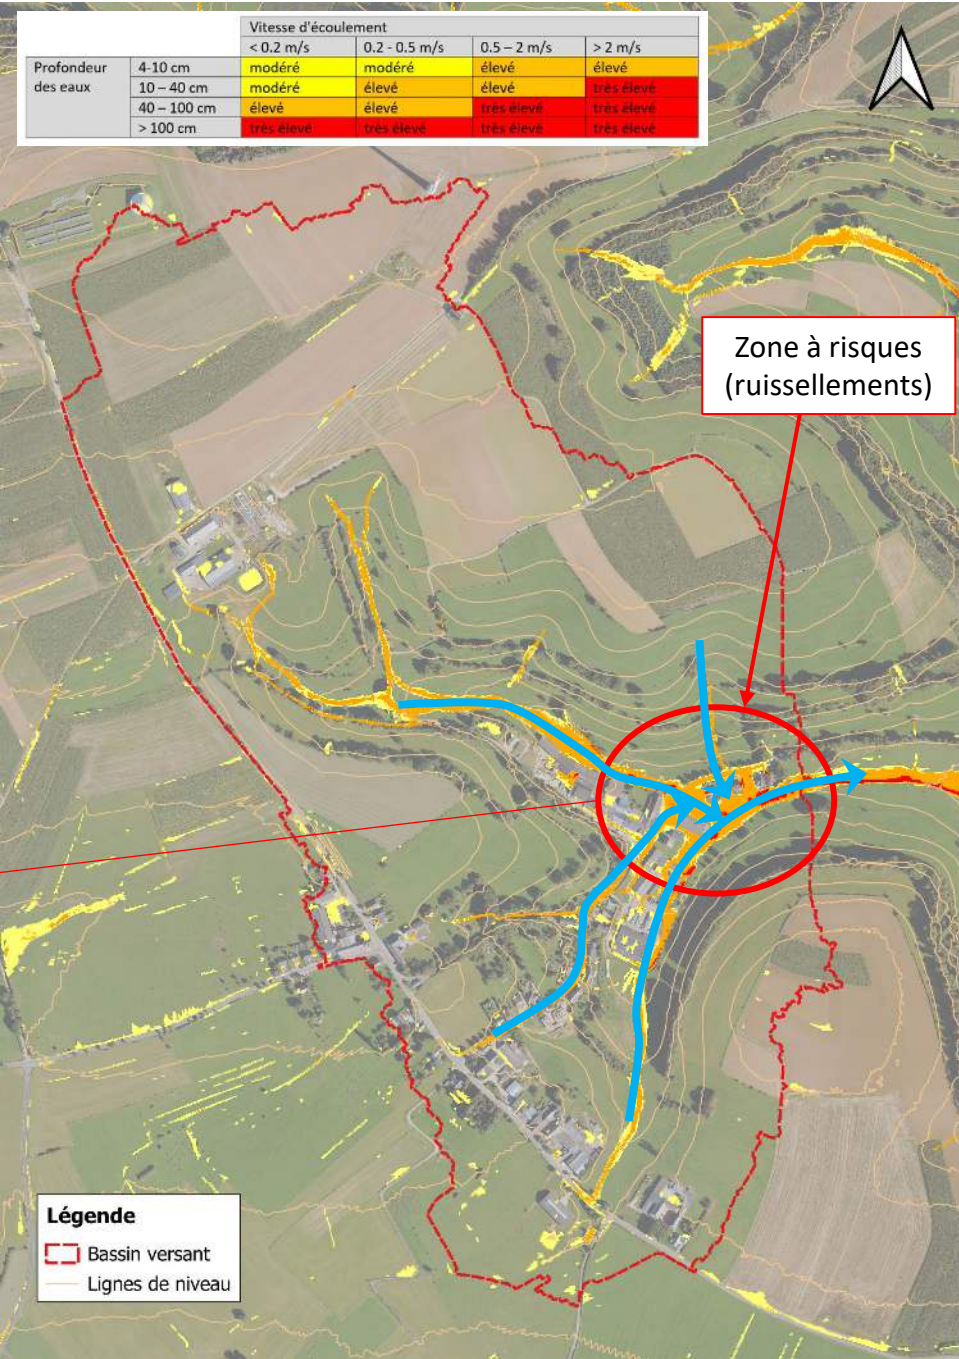 Vitesse d'écoulement
< 0.2 m/s 0.2 - 0.5 m/s 0.5 – 2 m/s > 2 m/s
Profondeur des eaux 4-10 cm modéré modéré élevé élevé
10 – 40 cm modéré élevé élevé très élevé
40 – 100 cm élevé élevé très élevé très élevé
> 100 cm très élevé très élevé très élevé très élevé
Zone à risques
(ruissellements)
Légende
Bassin versant
Lignes de niveau